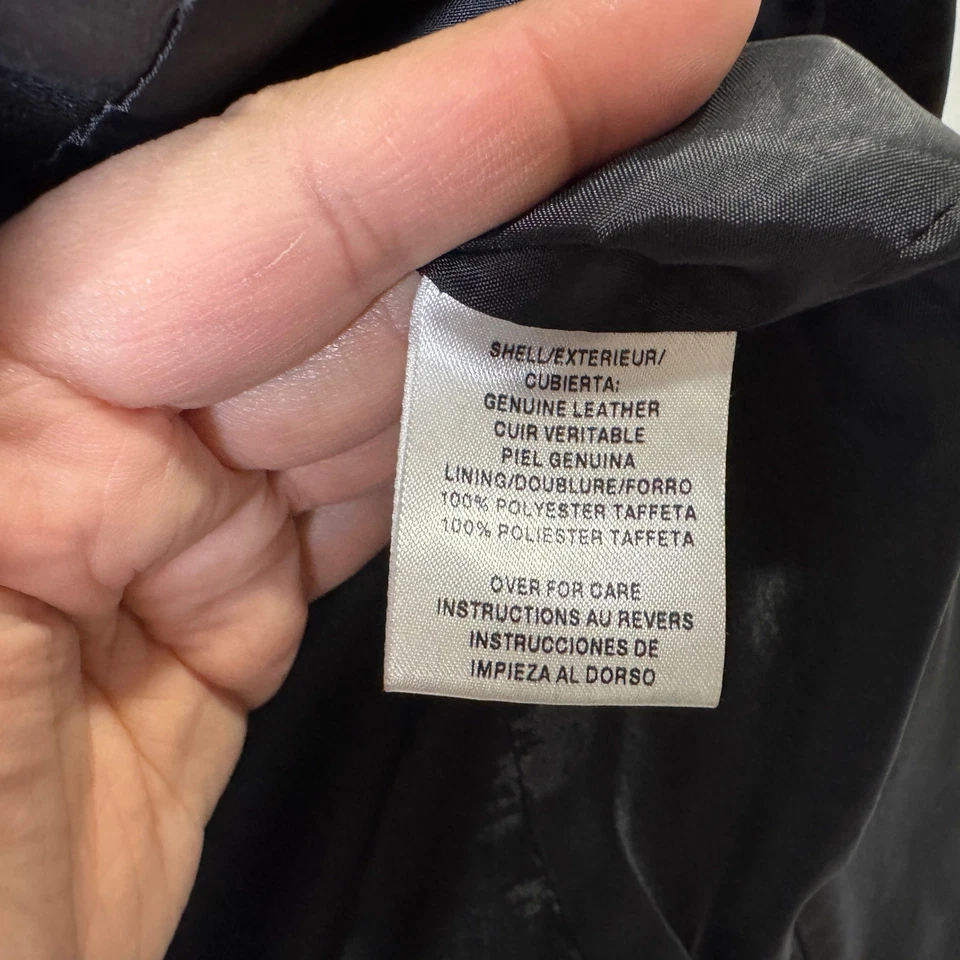 SHELL/EXTERIEUR/
CUBIERTA:
GENUINE LEATHER
CUIR VERITABLE
PIEL GENUINA
LINING/DOUBLURE/FORRO
100% POLYESTER TAFFETA
100% POLIESTER TAFFETA
OVER FOR CARE
INSTRUCTIONS AU REVERS
INSTRUCCIONES DE
IMPIEZA AL DORSO